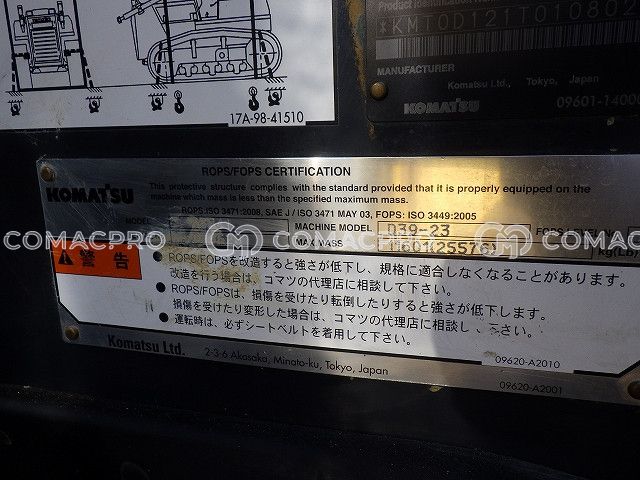 Product Identification
*KMT0D121T010802
MANUFACTURER
Komatsu Ltd., Tokyo, Japan
KOMATSU
09601-14000
17A-98-41510
ROPS/FOPS CERTIFICATION
KOMATSU
This protective structure complies with the standard provided that it is properly equipped on the
machine which mass is less than the specified maximum mass.
ROPS:ISO 3471:2008, SAE J / ISO 3471 MAY 03, FOPS: ISO 3449:2005
MODEL
MACHINE MODEL D39-23
FOPS LEVEL NO
MAX MASS
kg(Lb)
COMACPRO COMACPRO COMACPRO
警告
● ROPS/FOPSを改造すると強さが低下し、規格に適合しなくなることがあります。
改造を行う場合は、コマツの代理店に相談して下さい。
● ROPS/FOPSは、損傷を受けたり転倒したりすると強さが低下します。
損傷を受けたり変形した場合は、コマツの代理店に相談して下さい。
● 運転時は、必ずシートベルトを着用して下さい。
09620-A2010
Komatsu Ltd. 2-3-6 Akasaka, Minato-ku, Tokyo, Japan
09620-A2001